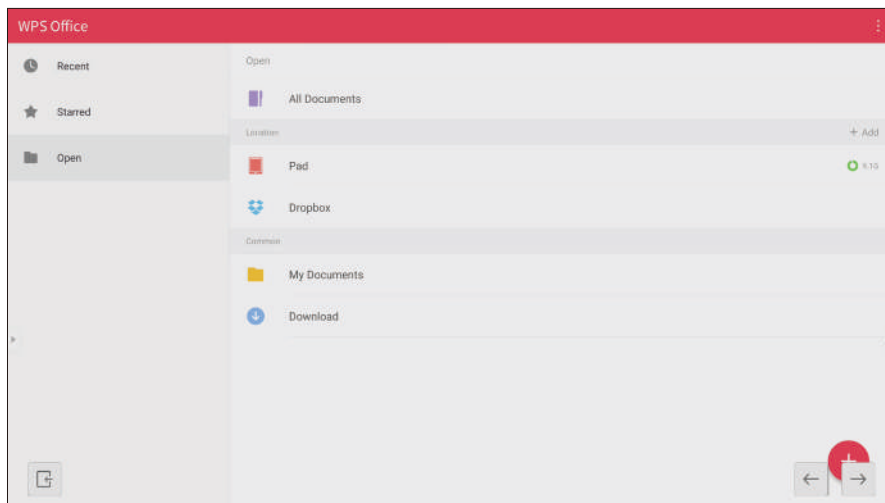 WPS Office
Recent
Starred
Open
Open
All Documents
Location
+ Add
Pad
Dropbox
Common
My Documents
Download